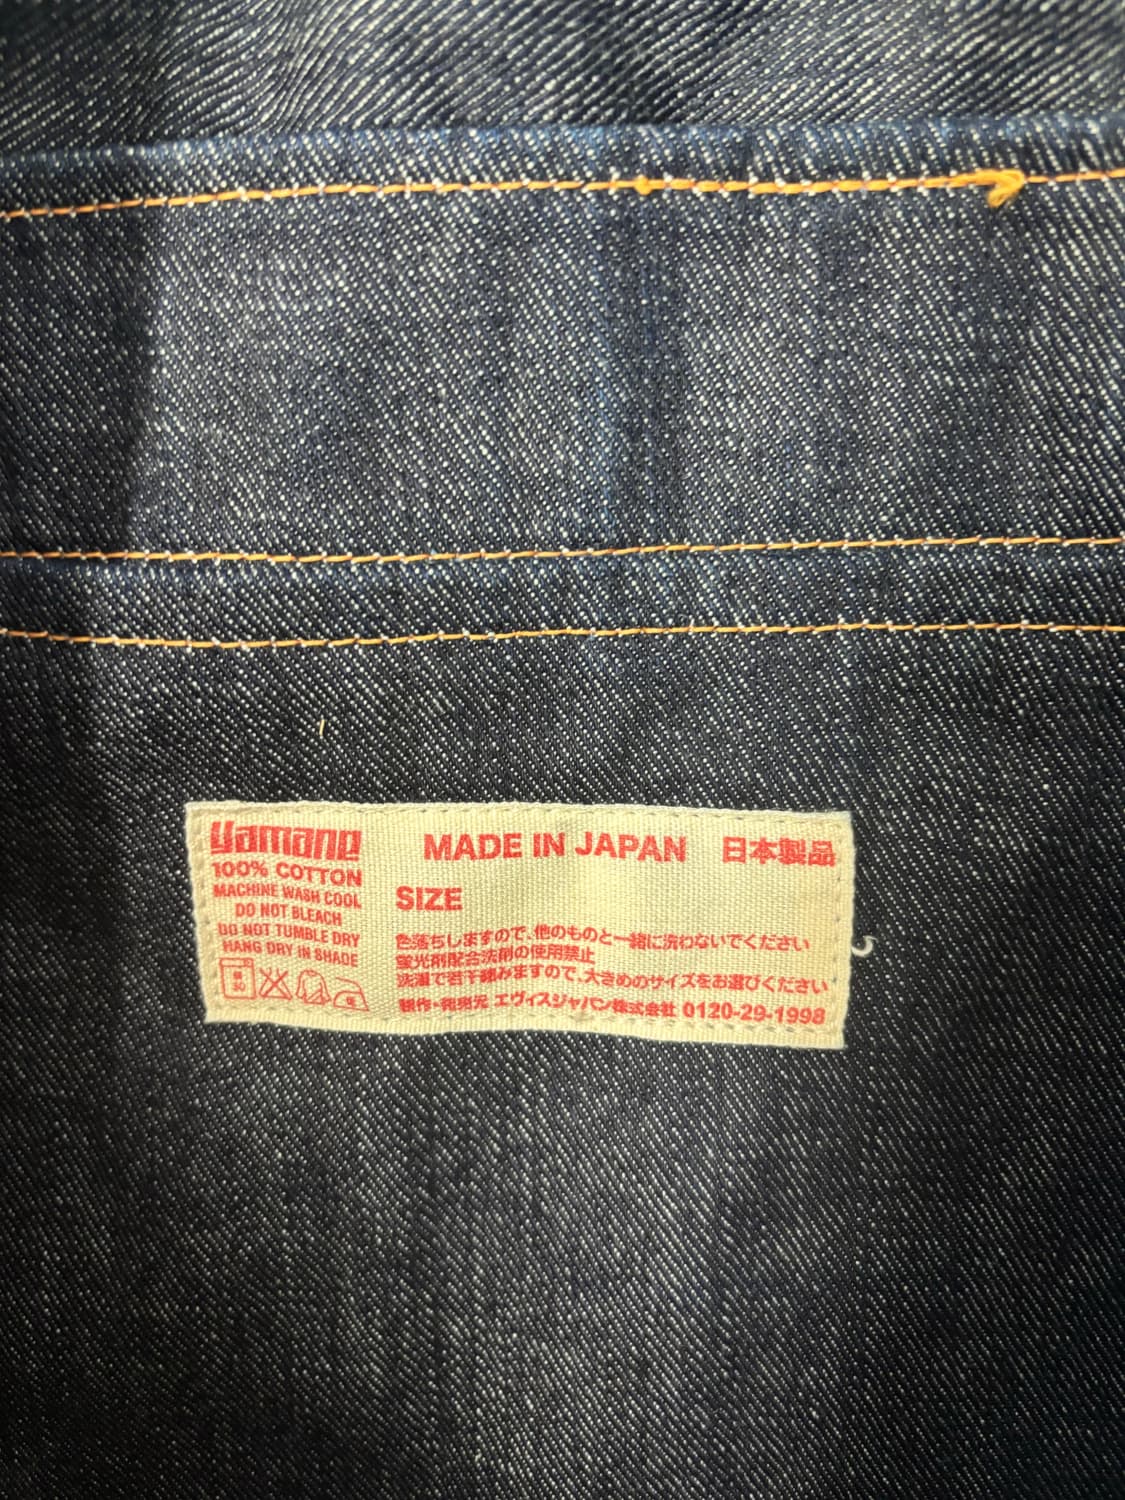 Yamane
100% COTTON
MACHINE WASH COOL
DO NOT BLEACH
DO NOT TUMBLE DRY
HANG DRY IN SHADE
MADE IN JAPAN 日本製品
SIZE
色落ちしますので、他のものと一緒に洗わないでください
蛍光剤配合洗剤の使用禁止
洗濯で若干縮みますので、大きめのサイズをお選びください
製作・発売元 エヴィスジャパン株式会社 0120-29-1998